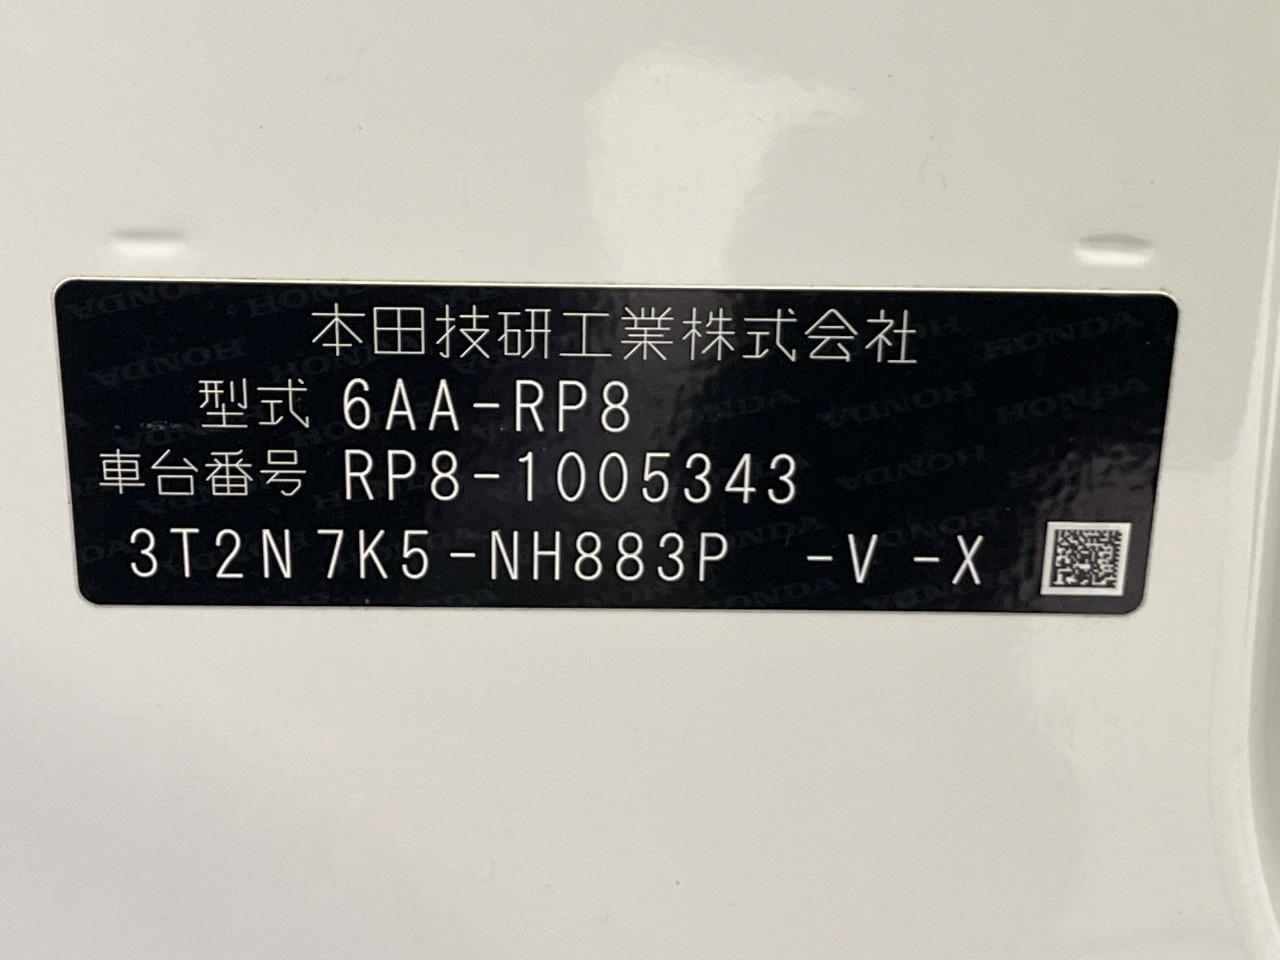 本田技研工業株式会社
型式 6AA-RP8
車台番号 RP8-1005343
3T2N7K5-NH883P -V -X